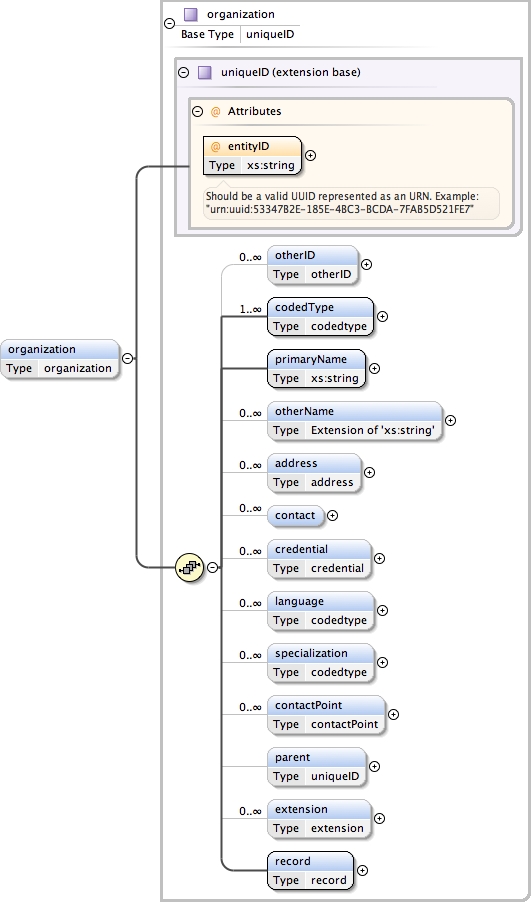 organization
Base Type uniqueID
uniqueID (extension base)
@ Attributes
@ entityID
Type xs:string
Should be a valid UUID represented as an URN. Example:
"urn:uuid:53347B2E-185E-4BC3-BCDA-7FAB5D521FE7"
organization
Type organization
0..∞ otherID
Type otherID
1..∞ codedType
Type codedtype
primaryName
Type xs:string
0..∞ otherName
Type Extension of 'xs:string'
0..∞ address
Type address
0..∞ contact
0..∞ credential
Type credential
0..∞ language
Type codedtype
0..∞ specialization
Type codedtype
0..∞ contactPoint
Type contactPoint
parent
Type uniqueID
0..∞ extension
Type extension
record
Type record